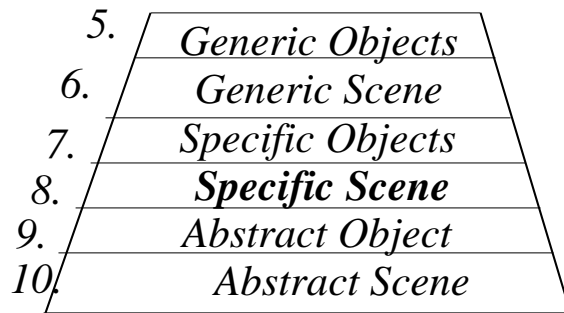 5. Generic Objects
6. Generic Scene
7. Specific Objects
8. Specific Scene
9. Abstract Object
10. Abstract Scene